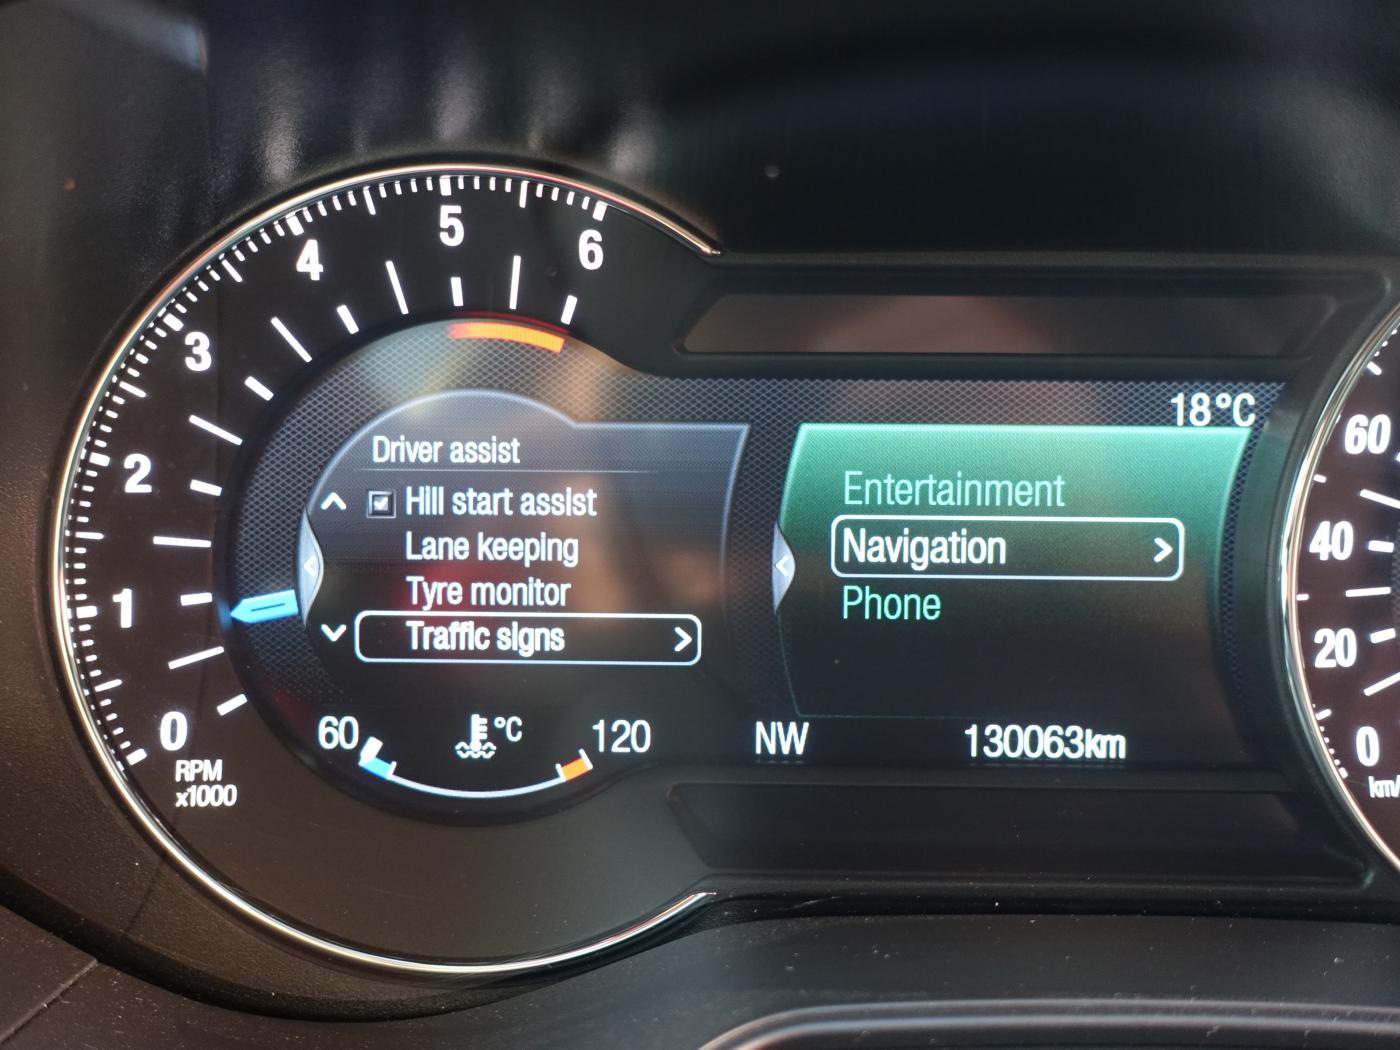 5
4
6
3
2
1
0
RPM
x1000
Driver assist
Hill start assist
Lane keeping
Tyre monitor
Traffic signs
60
°C
120
18°C
Entertainment
Navigation
Phone
NW
130063km
60
40
20
0